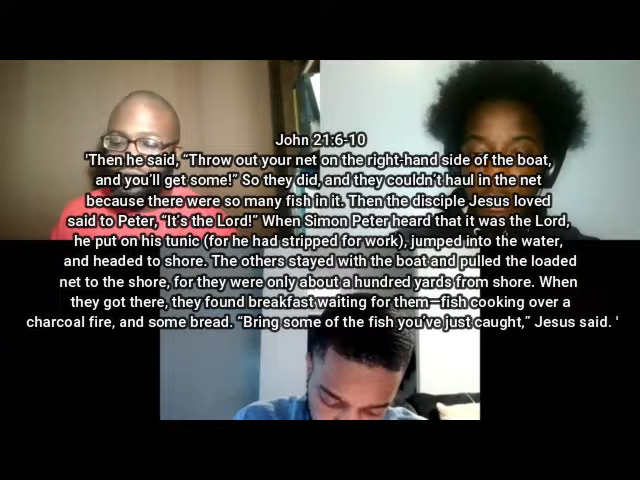 John 21:6-10
'Then he said, “Throw out your net on the right-hand side of the boat,
and you’ll get some!” So they did, and they couldn’t haul in the net
because there were so many fish in it. Then the disciple Jesus loved
said to Peter, “It’s the Lord!” When Simon Peter heard that it was the Lord,
he put on his tunic (for he had stripped for work), jumped into the water,
and headed to shore. The others stayed with the boat and pulled the loaded
net to the shore, for they were only about a hundred yards from shore. When
they got there, they found breakfast waiting for them—fish cooking over a
charcoal fire, and some bread. “Bring some of the fish you’ve just caught,” Jesus said. '